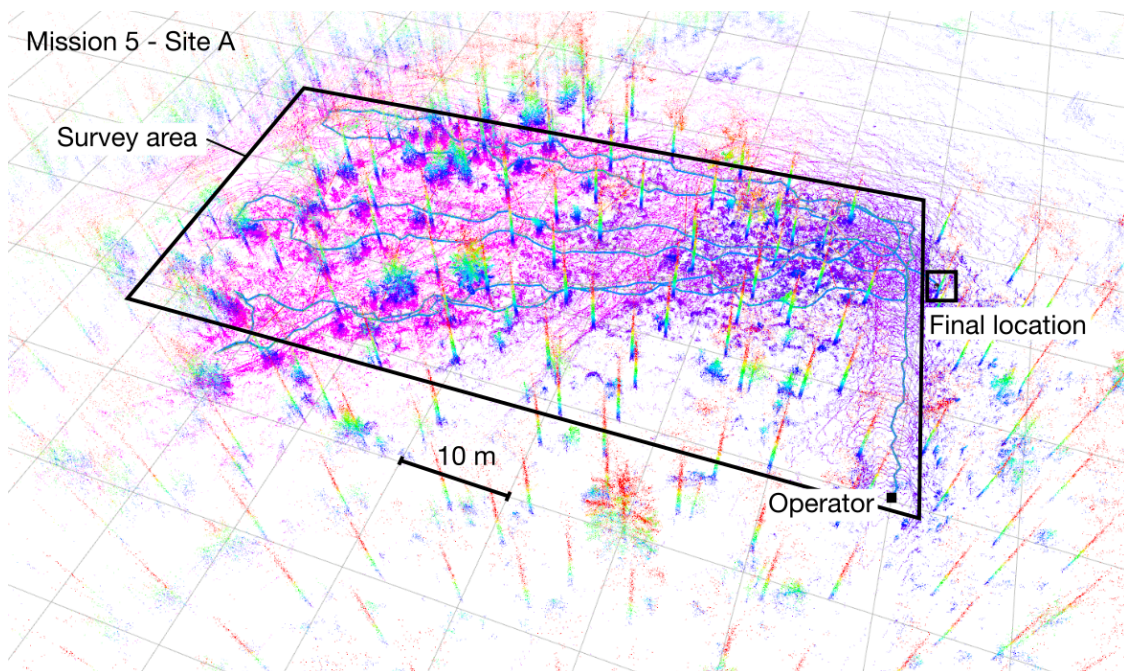 Mission 5 - Site A
Survey area
Final location
10 m
Operator